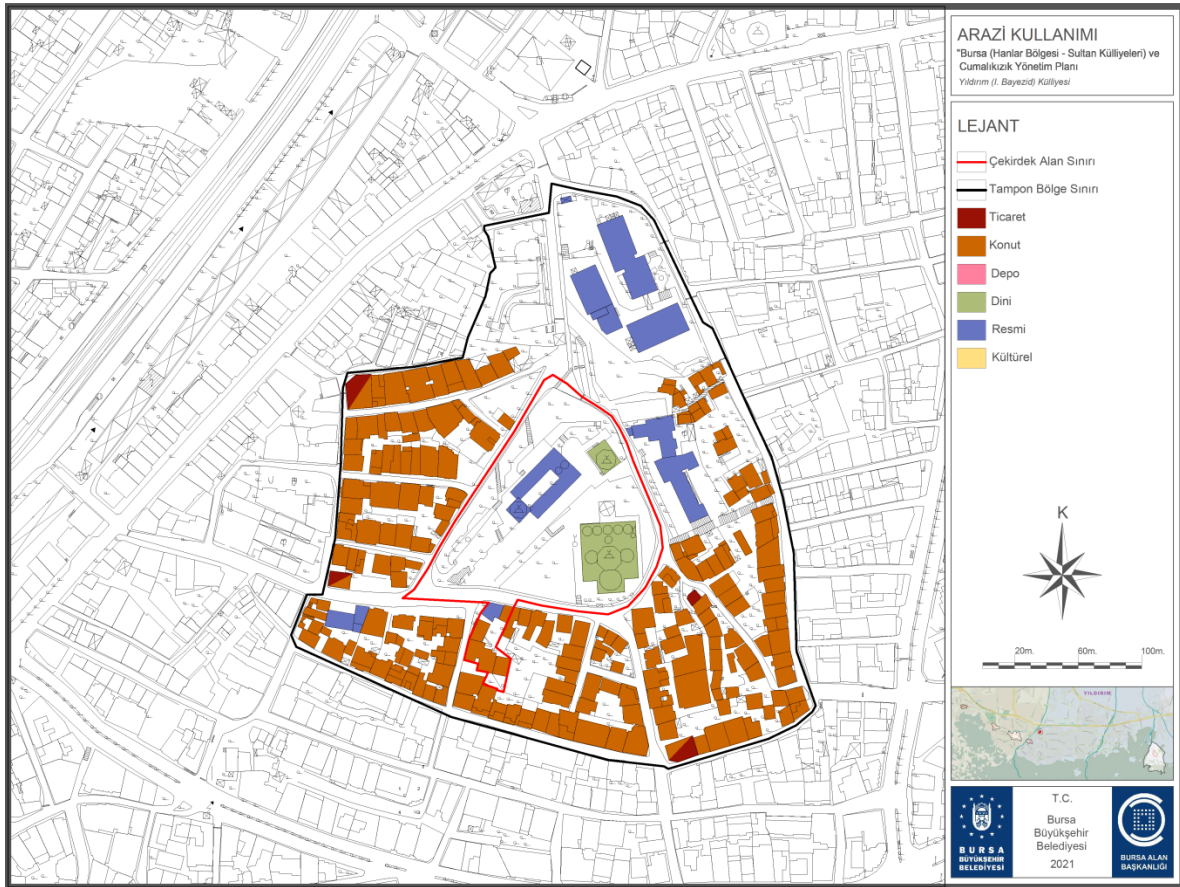 ARAZİ KULLANIMI
"Bursa (Hanlar Bölgesi - Sultan Külliyeleri) ve
Cumalıkızık Yönetim Planı
Yıldırım (I. Bayezid) Külliyesi
LEJANT
Çekirdek Alan Sınırı
Tampon Bölge Sınırı
Ticaret
Konut
Depo
Dini
Resmi
Kültürel
K
20m. 60m. 100m.
YILDIRIM
BURSA
BÜYÜKŞEHİR
BELEDİYESİ
T.C.
Bursa
Büyükşehir
Belediyesi
2021
BURSA ALAN
BAŞKANLIĞI